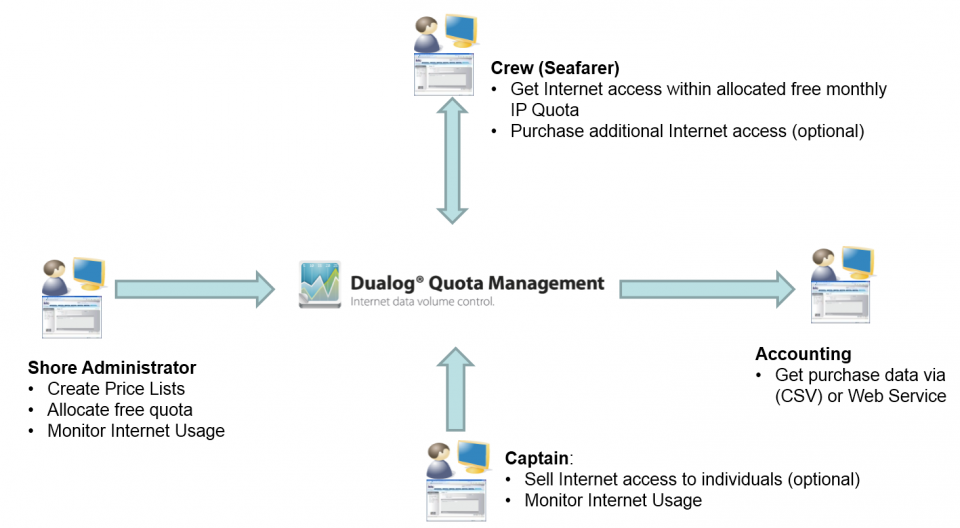 Crew (Seafarer)
• Get Internet access within allocated free monthly
IP Quota
• Purchase additional Internet access (optional)
Dualog® Quota Management
Internet data volume control.
Shore Administrator
• Create Price Lists
• Allocate free quota
• Monitor Internet Usage
Accounting
• Get purchase data via
(CSV) or Web Service
Captain:
• Sell Internet access to individuals (optional)
• Monitor Internet Usage